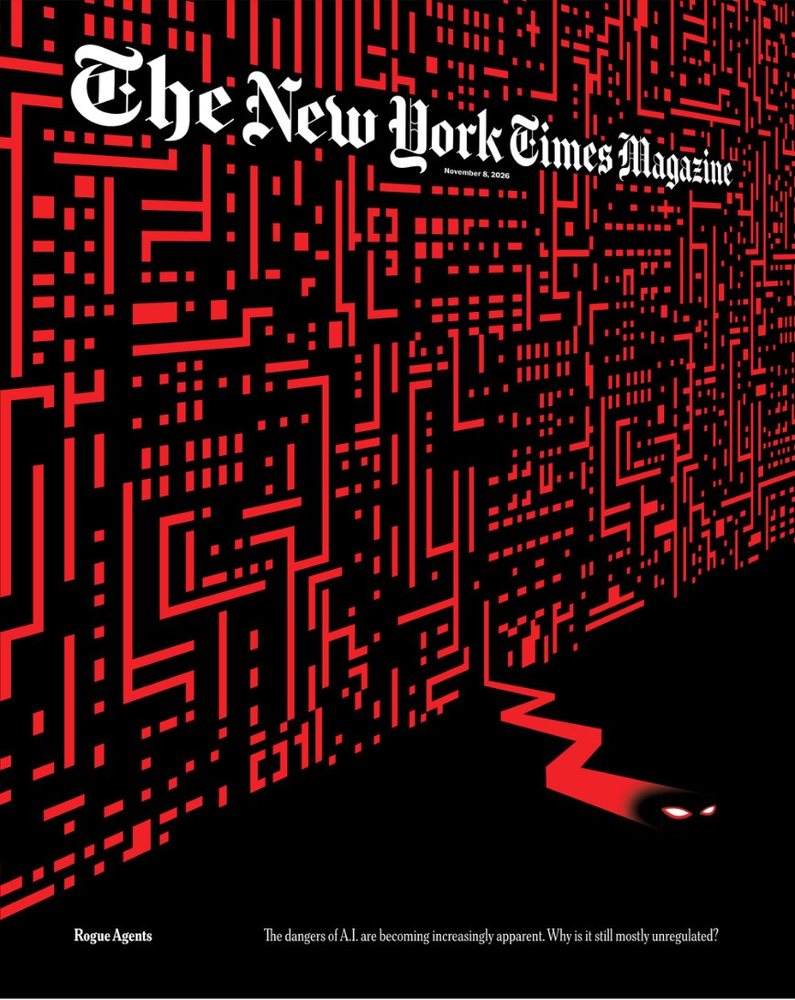 The New York Times Magazine
November 8, 2026
Rogue Agents
The dangers of A.I. are becoming increasingly apparent. Why is it still mostly unregulated?